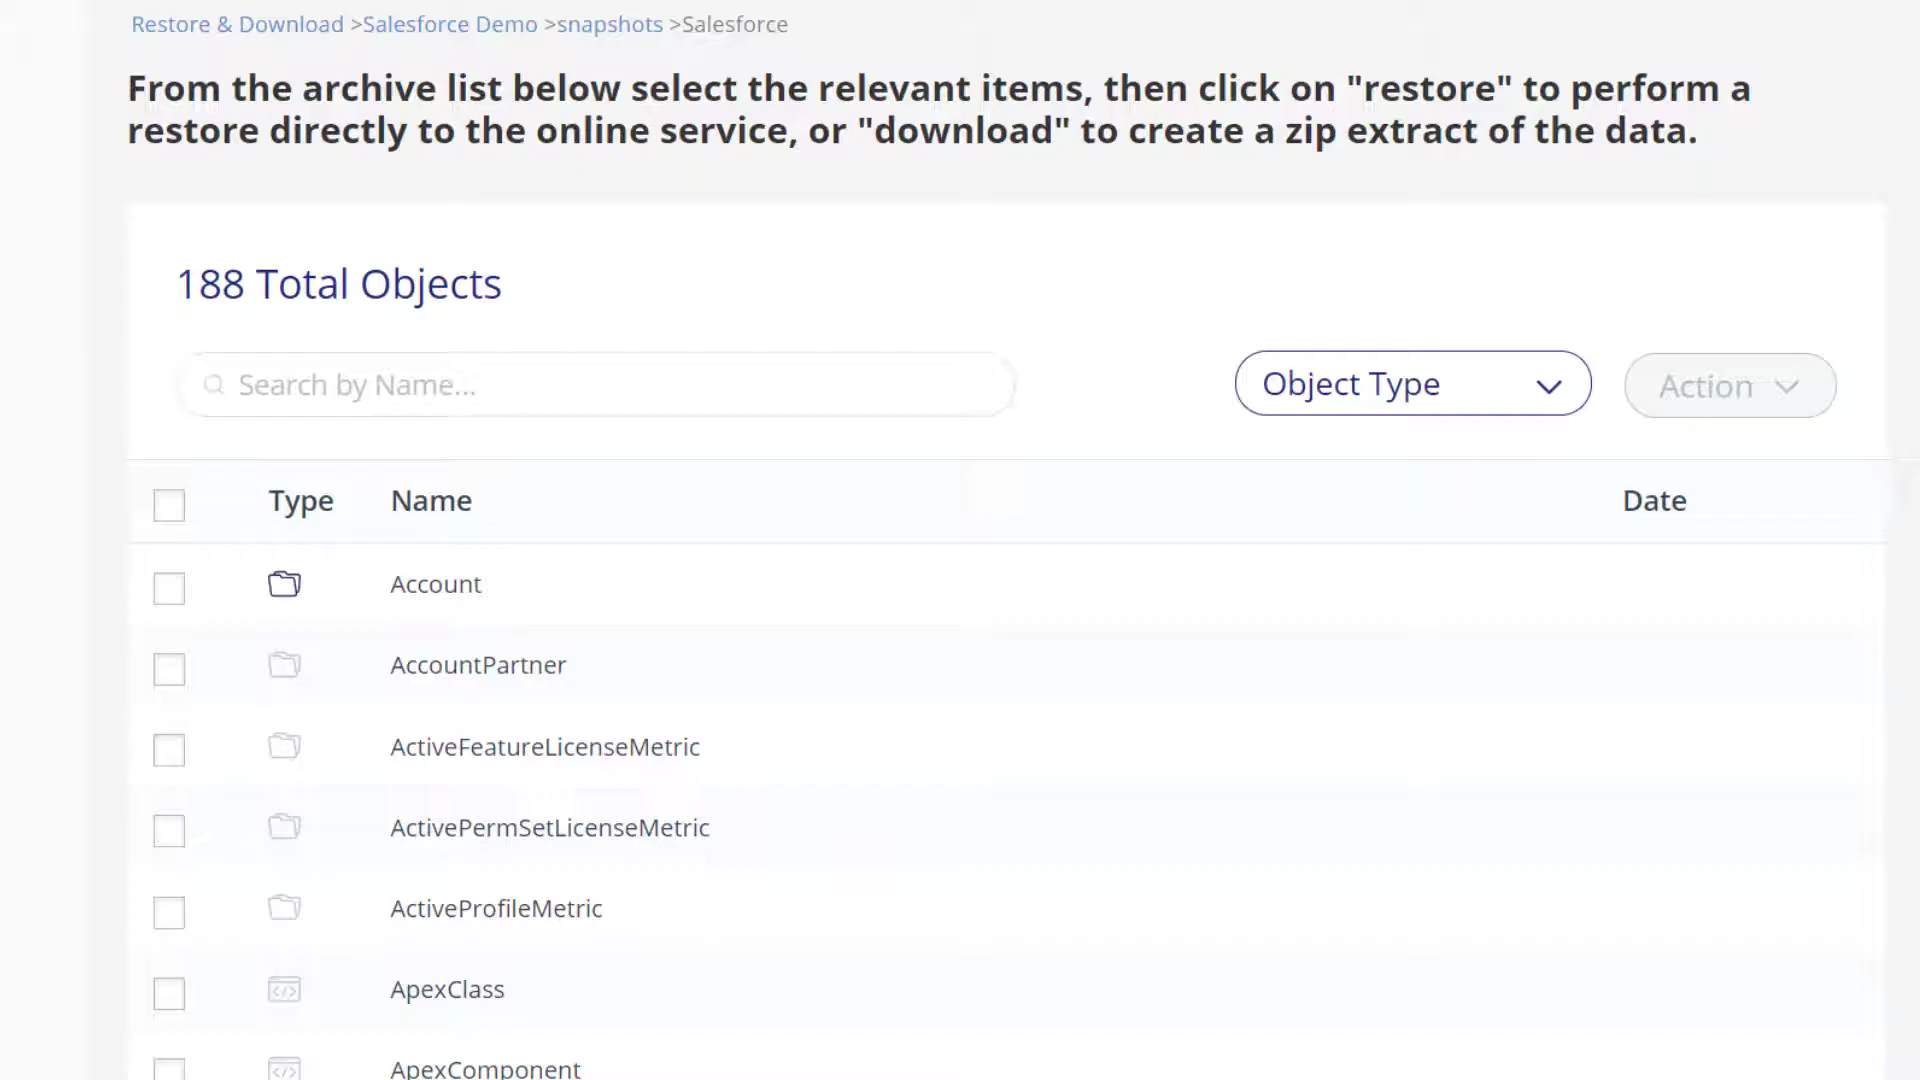 Restore & Download >Salesforce Demo >snapshots >Salesforce
From the archive list below select the relevant items, then click on "restore" to perform a
restore directly to the online service, or "download" to create a zip extract of the data.
188 Total Objects
Search by Name...
Object Type
Action
Type Name Date
Account
AccountPartner
ActiveFeatureLicenseMetric
ActivePermSetLicenseMetric
ActiveProfileMetric
ApexClass
ApexComponent